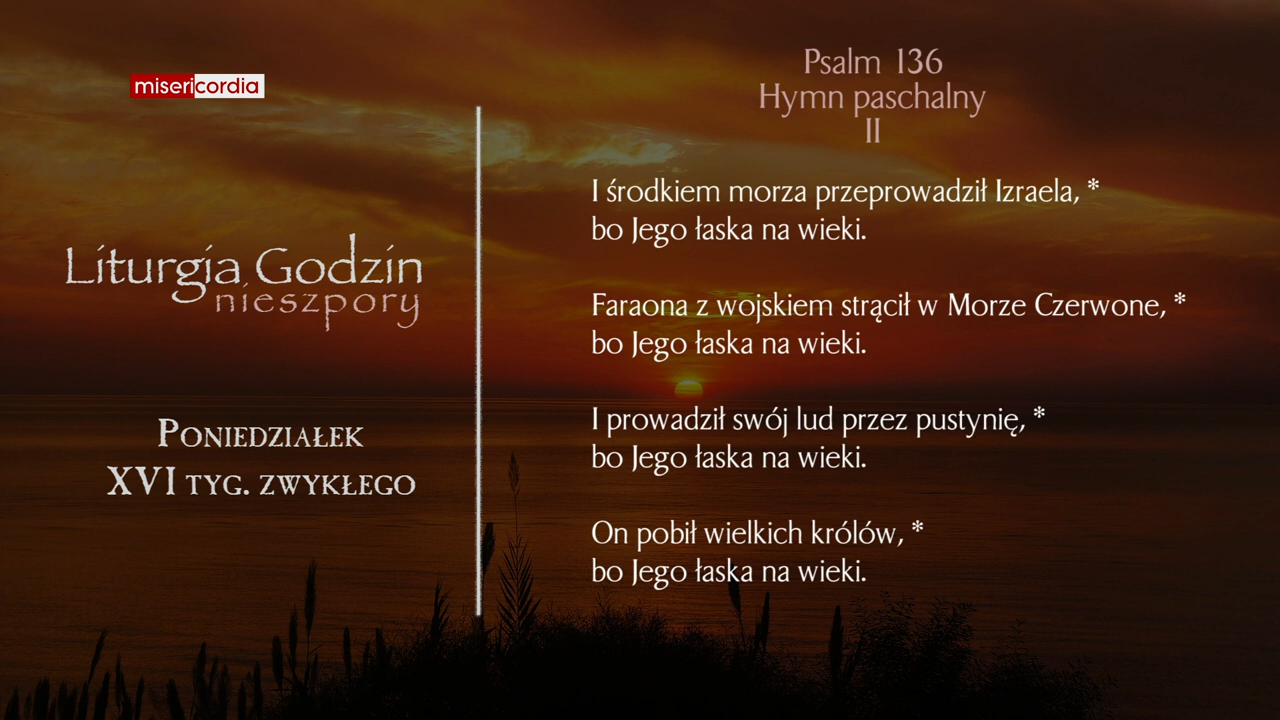 misericordia
Liturgia Godzin
nieszpory
Poniedziałek
XVI tyg. zwykłego
Psalm 136
Hymn paschalny
II
I środkiem morza przeprowadził Izraela, *
bo Jego łaska na wieki.
Faraona z wojskiem strącił w Morze Czerwone, *
bo Jego łaska na wieki.
I prowadził swój lud przez pustynię, *
bo Jego łaska na wieki.
On pobił wielkich królów, *
bo Jego łaska na wieki.